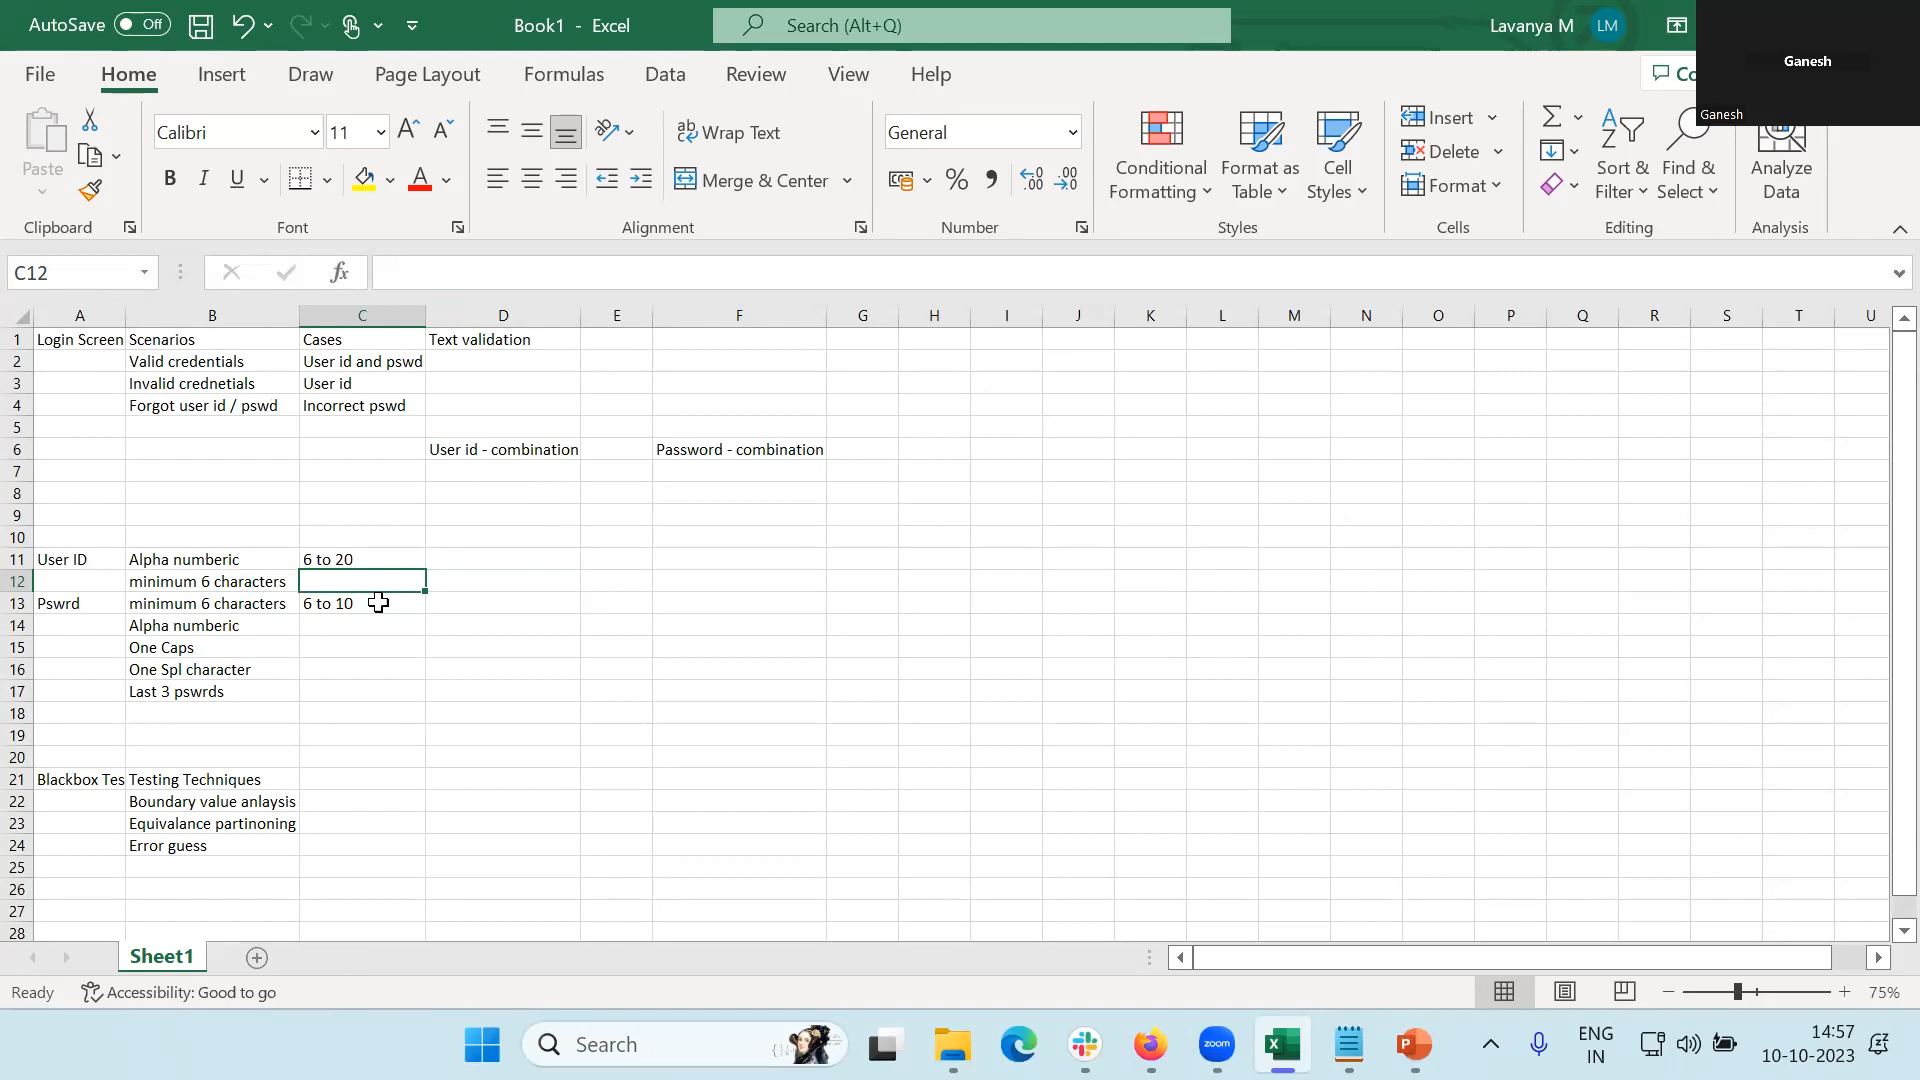 AutoSave Off
Book1 - Excel
Search (Alt+Q)
Lavanya M LM
Ganesh
Ganesh
File Home Insert Draw Page Layout Formulas Data Review View Help
Co
Calibri 11
ab Wrap Text
General
Conditional Formatting
Format as Table
Cell Styles
Insert
Delete
Format
Sort & Filter
Find & Select
Analyze Data
Paste
B I U
Merge & Center
Clipboard Font Alignment Number Styles Cells Editing Analysis
C12 fx
A B C D E F G H I J K L M N O P Q R S T U
1 Login Screen Scenarios Cases Text validation
2 Valid credentials User id and pswd
3 Invalid crednetials User id
4 Forgot user id / pswd Incorrect pswd
5
6 User id - combination Password - combination
7
8
9
10
11 User ID Alpha numberic 6 to 20
12 minimum 6 characters
13 Pswrd minimum 6 characters 6 to 10
14 Alpha numberic
15 One Caps
16 One Spl character
17 Last 3 pswrds
18
19
20
21 Blackbox Tes Testing Techniques
22 Boundary value anlaysis
23 Equivalance partinoning
24 Error guess
25
26
27
28
Sheet1
Ready Accessibility: Good to go 75%
Search
zoom
ENG
IN
14:57
10-10-2023